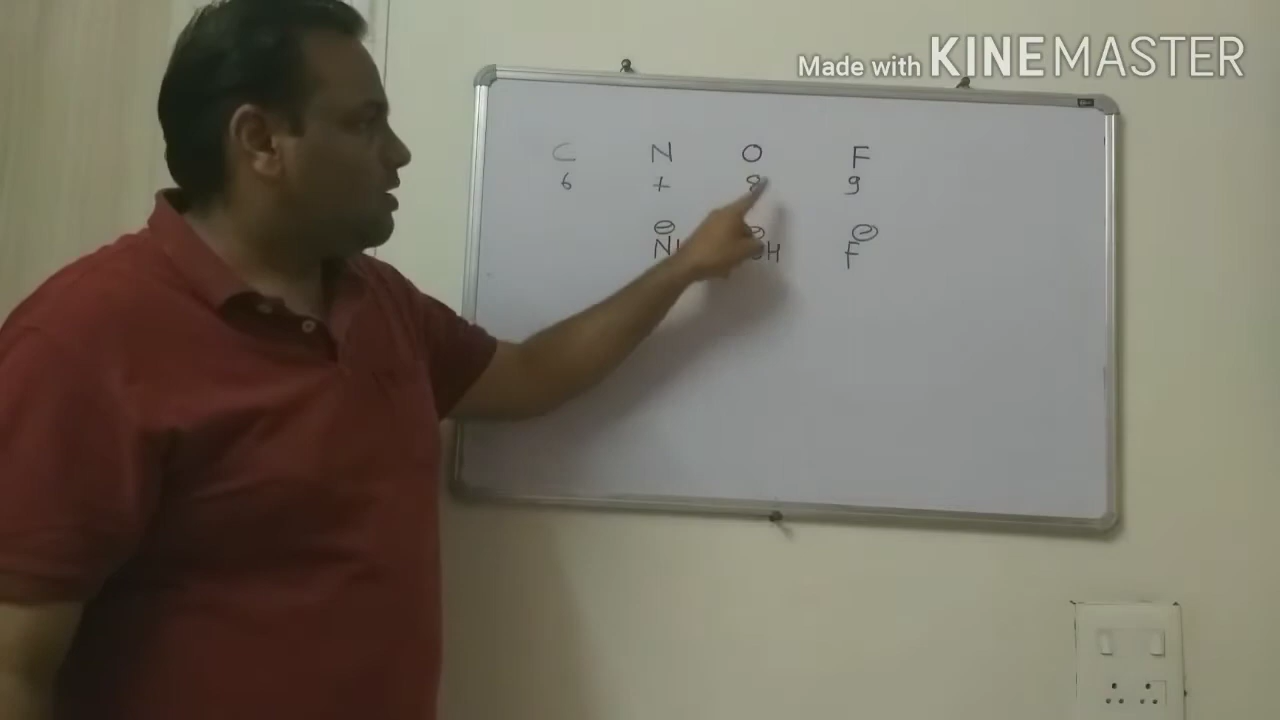 Made with KINEMASTER
C N O F
6 7 8 9
⊖ ⊖ ⊖
N H F